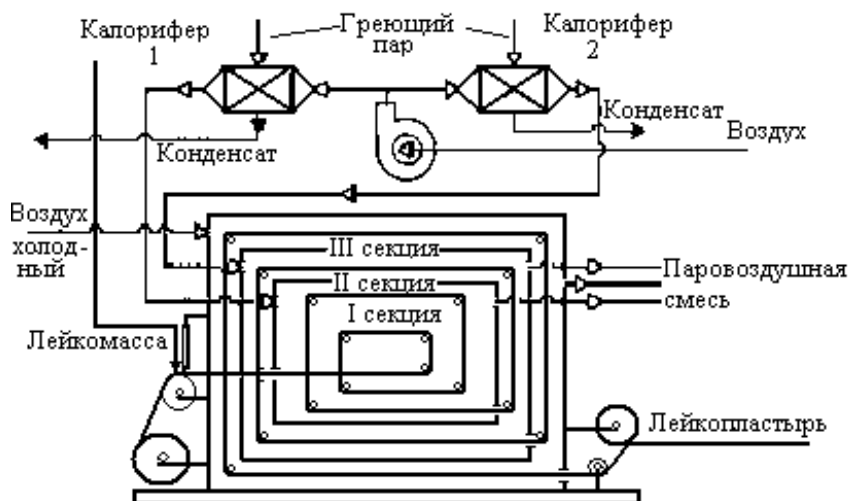 Калорифер
1
Греющий
пар
Калорифер
2
Конденсат
Конденсат
Воздух
Воздух
холод-
ный
III секция
II секция
I секция
Паровоздушная
смесь
Лейкомасса
Лейкопластырь